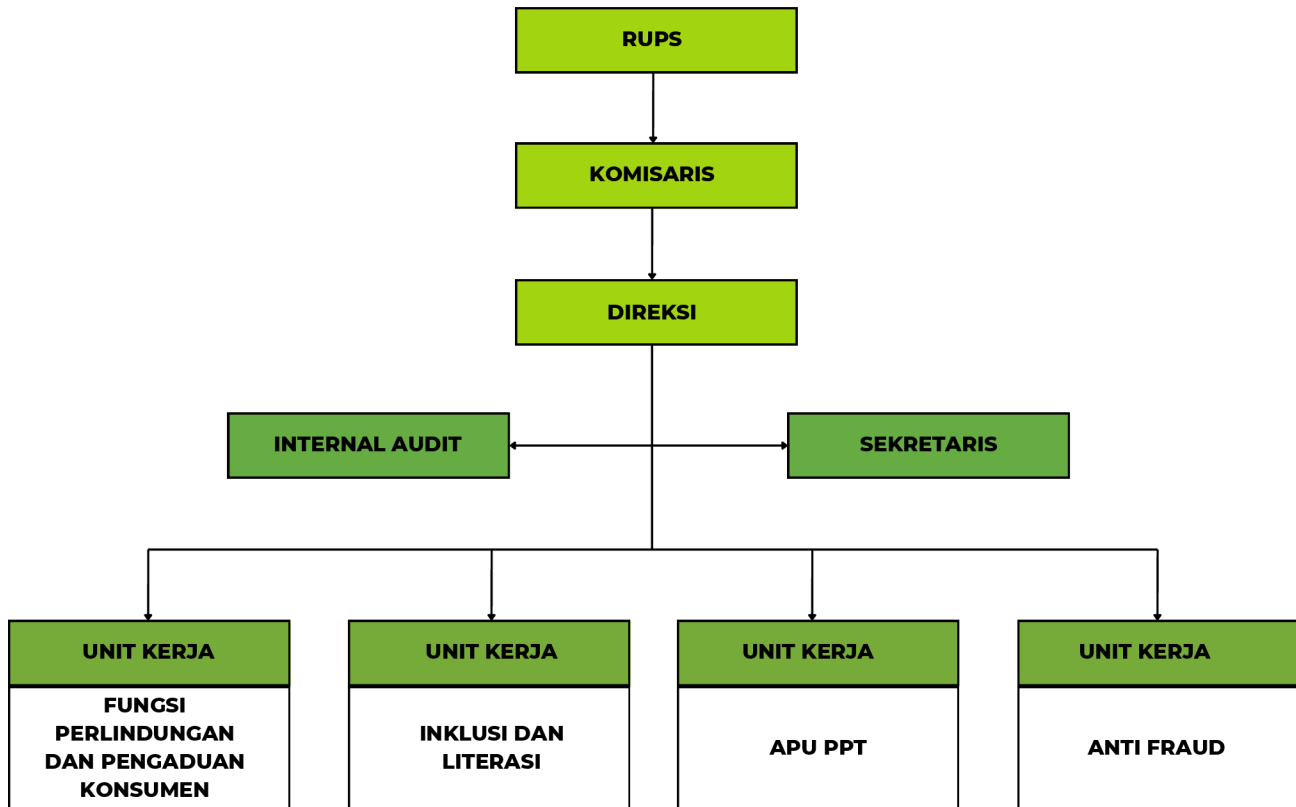 RUPS
KOMISARIS
DIREKSI
INTERNAL AUDIT
SEKRETARIS
UNIT KERJA
FUNGSI
PERLINDUNGAN
DAN PENGADUAN
KONSUMEN
UNIT KERJA
INKLUSI DAN
LITERASI
UNIT KERJA
APU PPT
UNIT KERJA
ANTI FRAUD